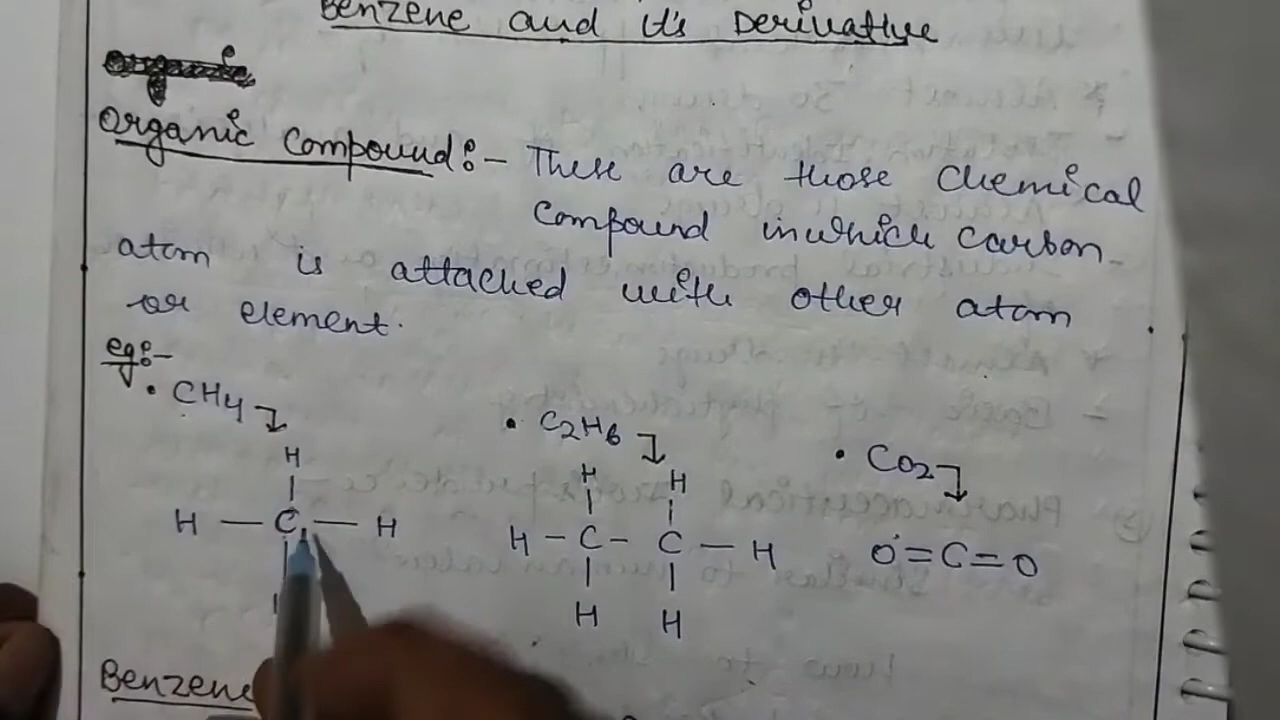 Benzene and it's Derivative
organic
Organic Compound:- These are those chemical
compound inwhich carbon
atom is attached with other atom
or element.
eg:-
• CH4 • C2H6 • CO2
H H H
H - C - H H - C - C - H O=C=O
H H
Benzene